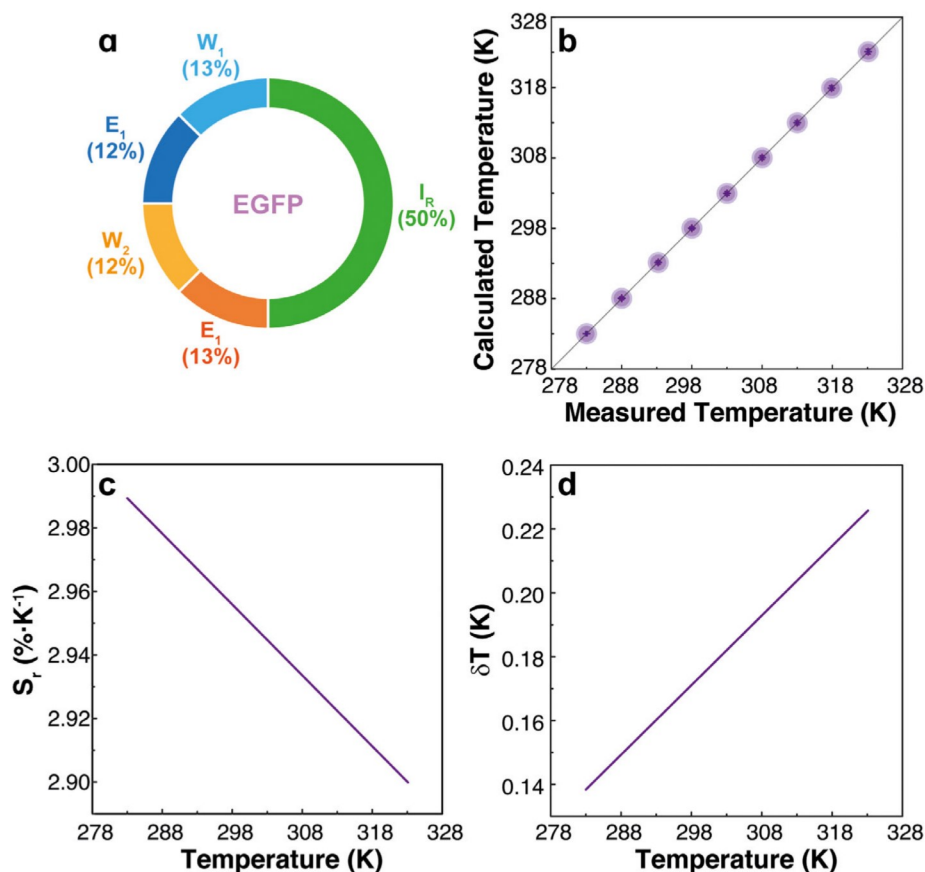 a
W1
(13%)
E1
(12%)
W2
(12%)
E1
(13%)
EGFP
IR
(50%)
b
Calculated Temperature (K)
328
318
308
298
288
278
278 288 298 308 318 328
Measured Temperature (K)
c
Sr (%·K-1)
3.00
2.98
2.96
2.94
2.92
2.90
278 288 298 308 318 328
Temperature (K)
d
δT (K)
0.24
0.22
0.20
0.18
0.16
0.14
278 288 298 308 318 328
Temperature (K)